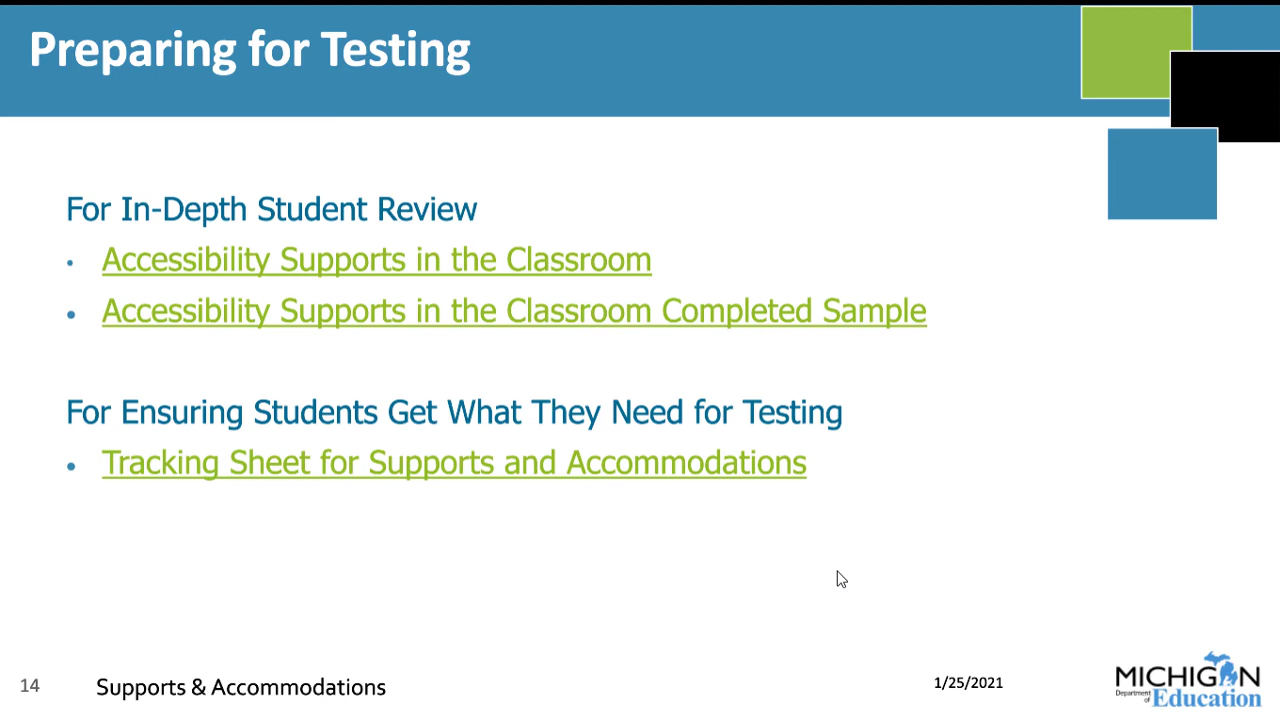 Preparing for Testing
For In-Depth Student Review
• Accessibility Supports in the Classroom
• Accessibility Supports in the Classroom Completed Sample
For Ensuring Students Get What They Need for Testing
• Tracking Sheet for Supports and Accommodations
14
Supports & Accommodations
1/25/2021
MICHIGAN
Department of Education